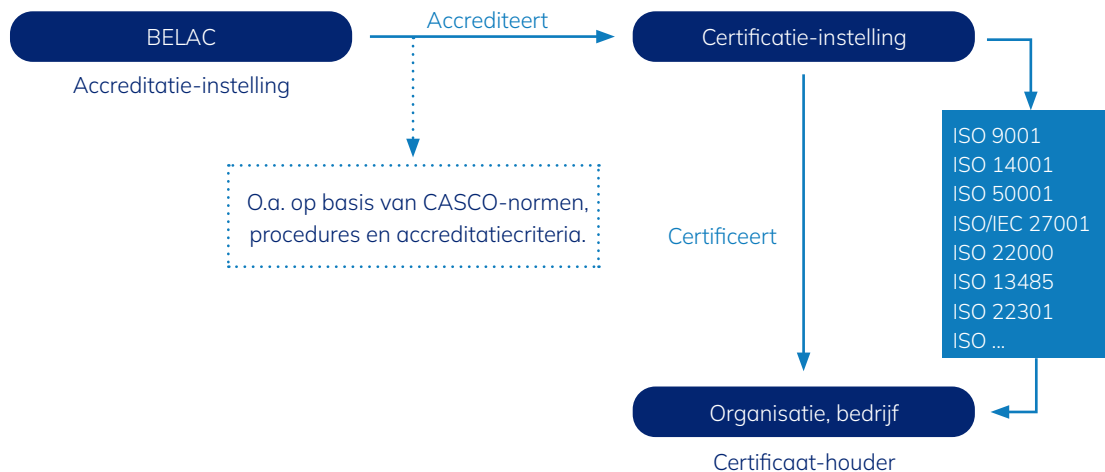 BELAC
Accreditatie-instelling
Accrediteert
Certificatie-instelling
O.a. op basis van CASCO-normen,
procedures en accreditatiecriteria.
Certificeert
ISO 9001
ISO 14001
ISO 50001
ISO/IEC 27001
ISO 22000
ISO 13485
ISO 22301
ISO ...
Organisatie, bedrijf
Certificaat-houder